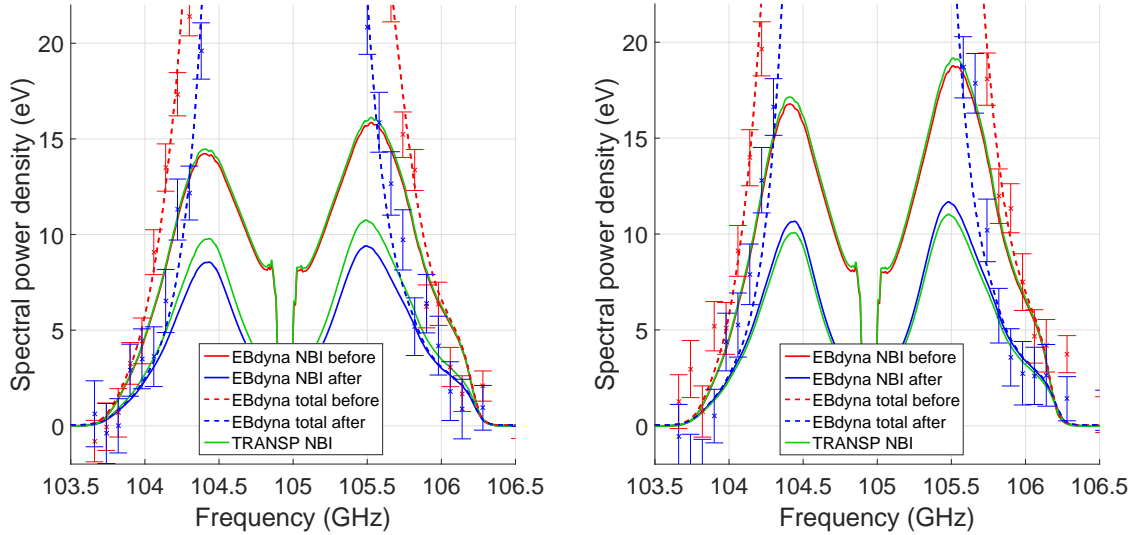 Spectral power density (eV)
20
15
10
5
0
EBdyna NBI before
EBdyna NBI after
EBdyna total before
EBdyna total after
TRANSP NBI
103.5 104 104.5 105 105.5 106 106.5
Frequency (GHz)
Spectral power density (eV)
20
15
10
5
0
EBdyna NBI before
EBdyna NBI after
EBdyna total before
EBdyna total after
TRANSP NBI
103.5 104 104.5 105 105.5 106 106.5
Frequency (GHz)